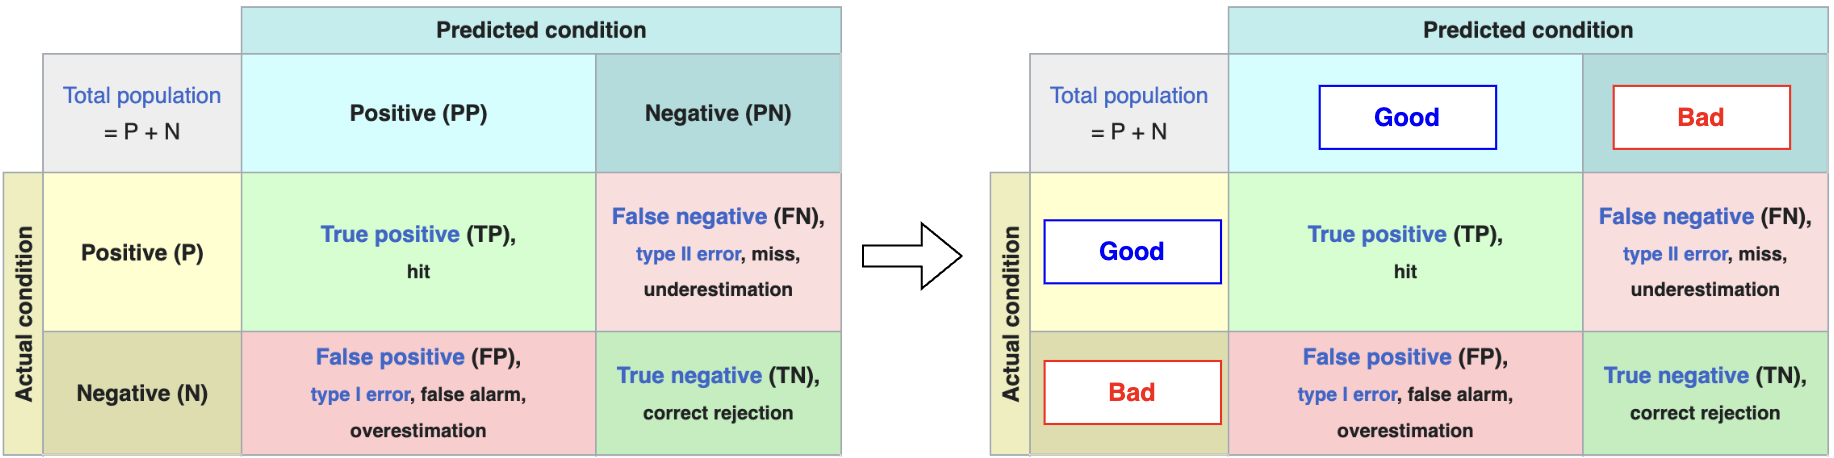 Predicted condition
Total population
= P + N
Positive (PP)
Negative (PN)
Actual condition
Positive (P)
True positive (TP),
hit
False negative (FN),
type II error, miss,
underestimation
Negative (N)
False positive (FP),
type I error, false alarm,
overestimation
True negative (TN),
correct rejection
Predicted condition
Total population
= P + N
Good
Bad
Actual condition
Good
True positive (TP),
hit
False negative (FN),
type II error, miss,
underestimation
Bad
False positive (FP),
type I error, false alarm,
overestimation
True negative (TN),
correct rejection